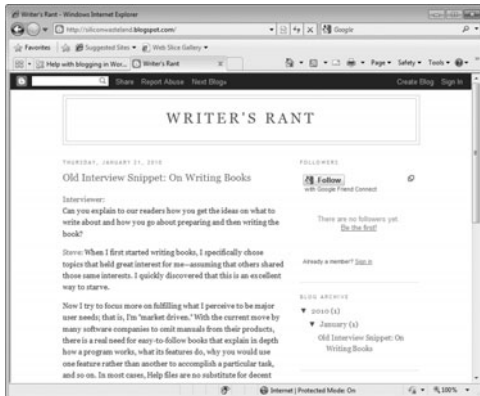 Writer's Rant - Windows Internet Explorer
http://siliconwasteland.blogspot.com/
Google
Favorites Suggested Sites Web Slice Gallery
Help with blogging in Wor... Writer's Rant Page Safety Tools
Share Report Abuse Next Blog» Create Blog Sign In
WRITER'S RANT
THURSDAY, JANUARY 21, 2010
Old Interview Snippet: On Writing Books
Interviewer:
Can you explain to our readers how you get the ideas on what to
write about and how you go about preparing and then writing the
book?
Steve: When I first started writing books, I specifically chose
topics that held great interest for me—assuming that others shared
those same interests. I quickly discovered that this is an excellent
way to starve.
Now I try to focus more on fulfilling what I perceive to be major
user needs; that is, I'm "market driven." With the current move by
many software companies to omit manuals from their products,
there is a real need for easy-to-follow books that explain in depth
how a program works, what its features do, why you would use
one feature rather than another to accomplish a particular task,
and so on. In most cases, Help files are no substitute for decent
FOLLOWERS
Follow
with Google Friend Connect
There are no followers yet.
Be the first!
Already a member? Sign in
BLOG ARCHIVE
▼ 2010 (1)
▼ January (1)
Old Interview Snippet: On
Writing Books
Internet | Protected Mode: On 100%